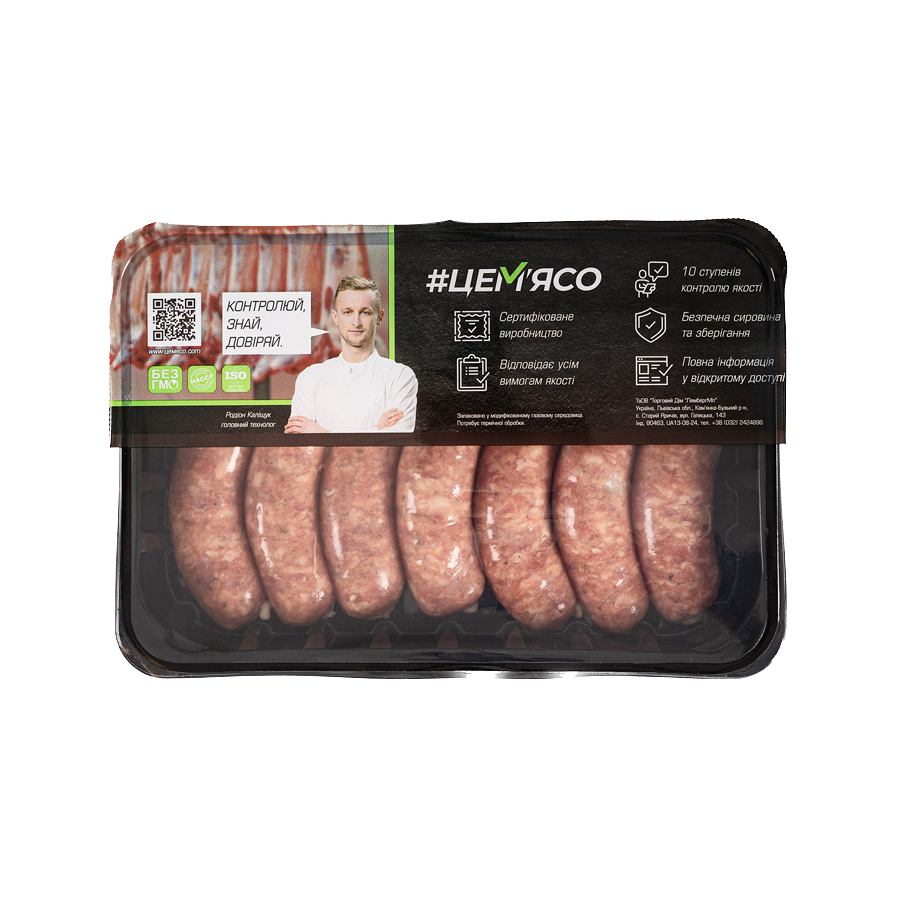 КОНТРОЛЮЙ,
ЗНАЙ,
ДОВІРЯЙ.
www.цемясо.com
БЕЗ
ГМО
HACCP
ISO
Родіон Каліщук
головний технолог
#ЦЕМ'ЯСО
Сертифіковане
виробництво
Відповідає усім
вимогам якості
10 ступенів
контролю якості
Безпечна сировина
та зберігання
Повна інформація
у відкритому доступі
Запаковано у модифікованому газовому середовищі.
Потребує термічної обробки.
ТзОВ "Торговий Дім "ЛембергМіт"
Україна, Львівська обл., Кам'янка-Бузький р-н,
с. Старий Яричів, вул. Галицька, 143
Інд. 80463, UA13-08-24, тел. +38 (032) 2424896